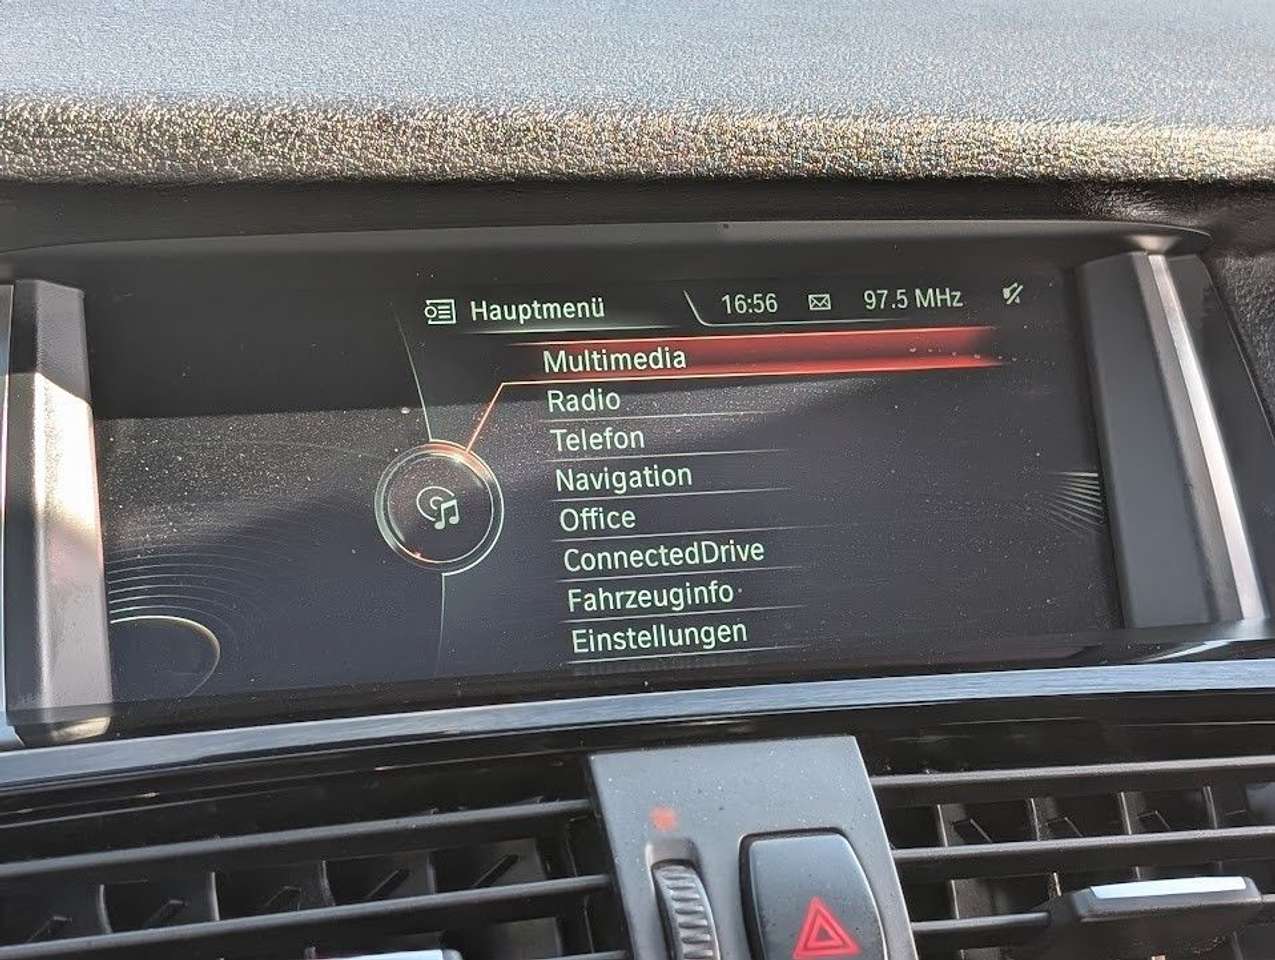 Hauptmenü 16:56 97.5 MHz
Multimedia
Radio
Telefon
Navigation
Office
ConnectedDrive
Fahrzeuginfo
Einstellungen